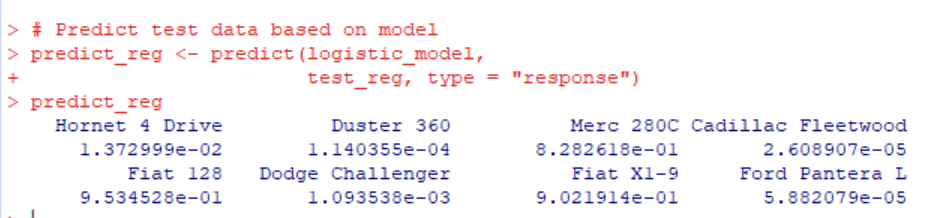 > # Predict test data based on model
> predict_reg <- predict(logistic_model,
+                        test_reg, type = "response")
> predict_reg
    Hornet 4 Drive         Duster 360          Merc 280C Cadillac Fleetwood
      1.372999e-02       1.140355e-04       8.282618e-01       2.608907e-05
          Fiat 128   Dodge Challenger          Fiat X1-9     Ford Pantera L
      9.534528e-01       1.093538e-03       9.021914e-01       5.882079e-05